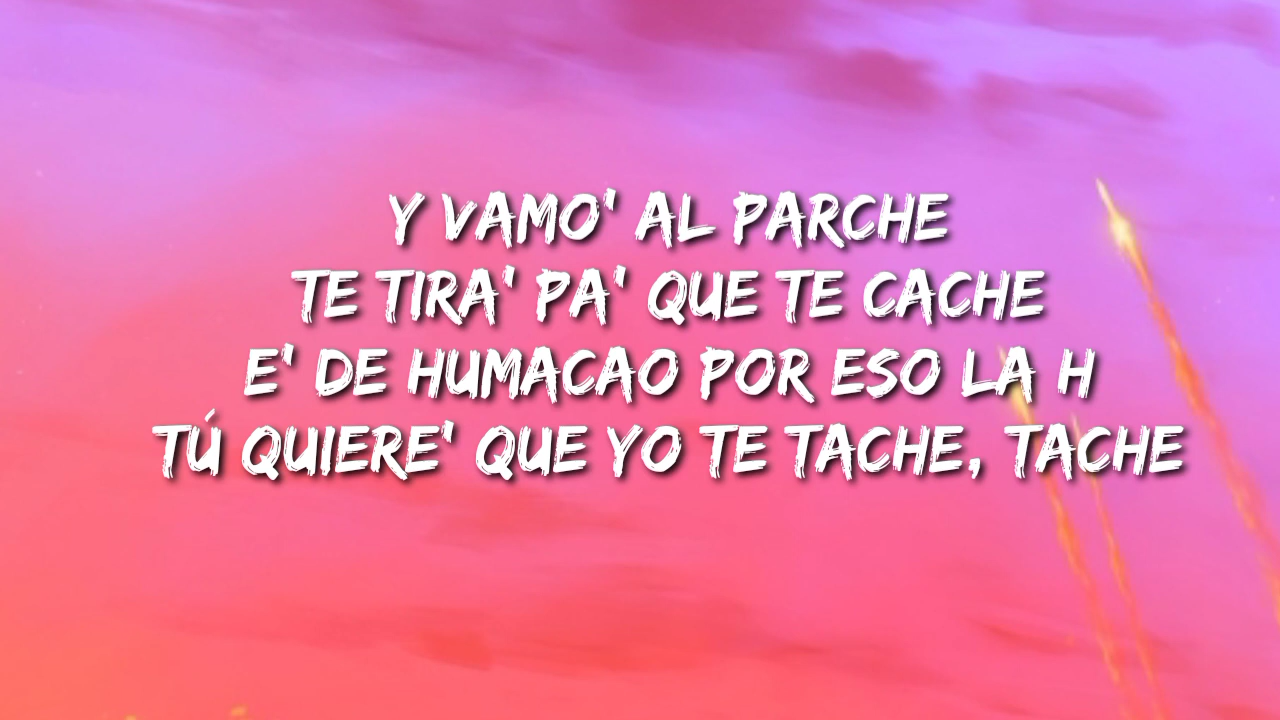 Y VAMO' AL PARCHE
TE TIRA' PA' QUE TE CACHE
E' DE HUMACAO POR ESO LA H
TÚ QUIERE' QUE YO TE TACHE, TACHE